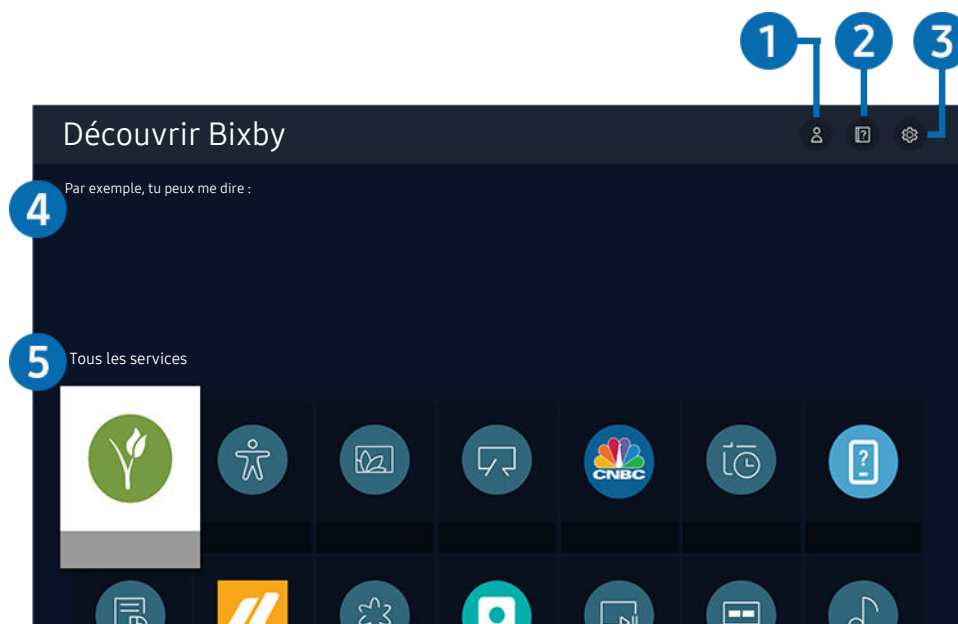 1 2 3
Découvrir Bixby
?
4
Par exemple, tu peux me dire :
5
Tous les services
CNBC
?